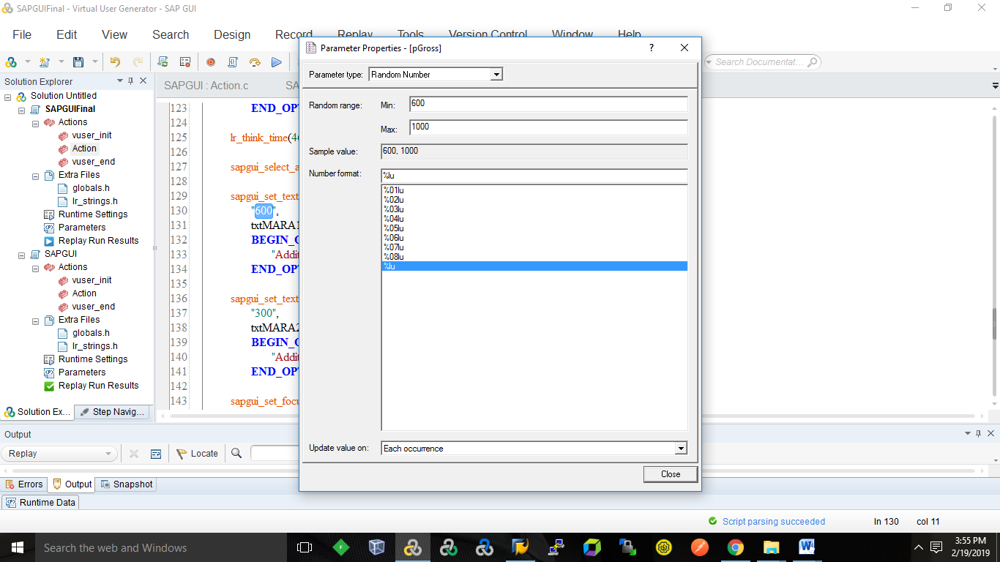 SAPGUIFinal - Virtual User Generator - SAP GUI
File Edit View Search Design Record Replay Tools Version Control Window Help
Search Documentat...
Solution Explorer
Solution Untitled
SAPGUIFinal
Actions
vuser_init
Action
vuser_end
Extra Files
globals.h
lr_strings.h
Runtime Settings
Parameters
Replay Run Results
SAPGUI
Actions
vuser_init
Action
vuser_end
Extra Files
globals.h
lr_strings.h
Runtime Settings
Parameters
Replay Run Results
Solution Ex... Step Navig...
SAPGUI : Action.c
123 END_OPT
124
125 lr_think_time(
126
127 sapgui_select_a
128
129 sapgui_set_text
130 "600",
131 txtMARA1
132 BEGIN_O
133 "Addit
134 END_OPT
135
136 sapgui_set_text
137 "300",
138 txtMARA2
139 BEGIN_O
140 "Addit
141 END_OPT
142
143 sapgui_set_focu
Parameter Properties - [pGross]
Parameter type: Random Number
Random range: Min: 600
Max: 1000
Sample value: 600, 1000
Number format: %lu
%01lu
%02lu
%03lu
%04lu
%05lu
%06lu
%07lu
%08lu
%lu
Update value on: Each occurrence
Close
Output
Replay Locate
Errors Output Snapshot
Runtime Data
Script parsing succeeded ln 130 col 11
Search the web and Windows
3:55 PM
2/19/2019